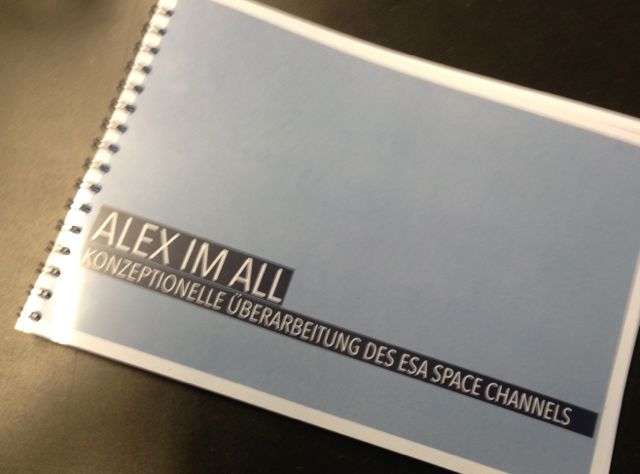 ALEX IM ALL
KONZEPTIONELLE ÜBERARBEITUNG DES ESA SPACE CHANNELS